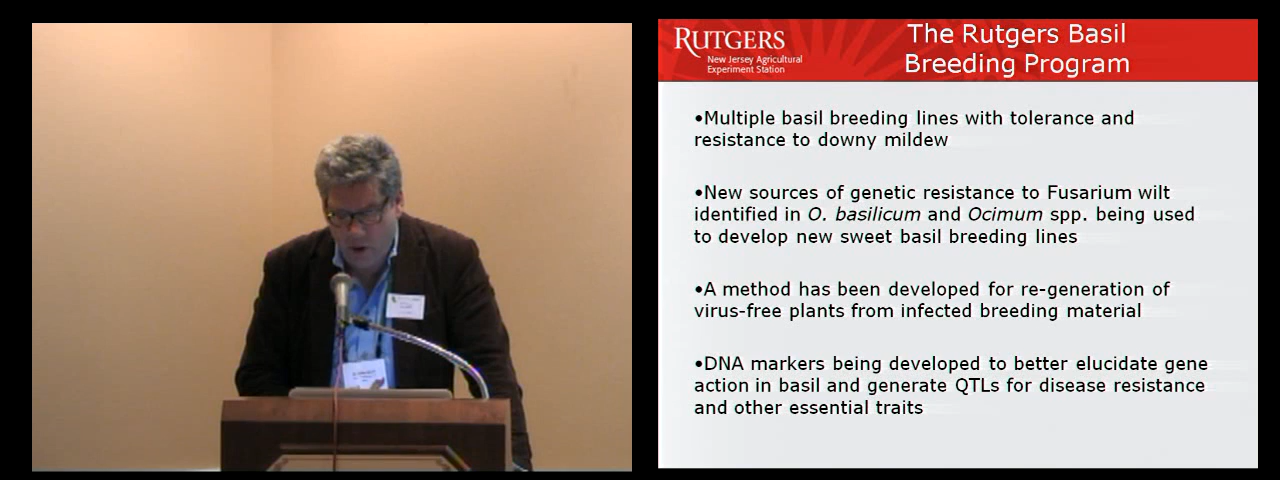 RUTGERS
New Jersey Agricultural
Experiment Station
The Rutgers Basil
Breeding Program
•Multiple basil breeding lines with tolerance and
resistance to downy mildew
•New sources of genetic resistance to Fusarium wilt
identified in O. basilicum and Ocimum spp. being used
to develop new sweet basil breeding lines
•A method has been developed for re-generation of
virus-free plants from infected breeding material
•DNA markers being developed to better elucidate gene
action in basil and generate QTLs for disease resistance
and other essential traits